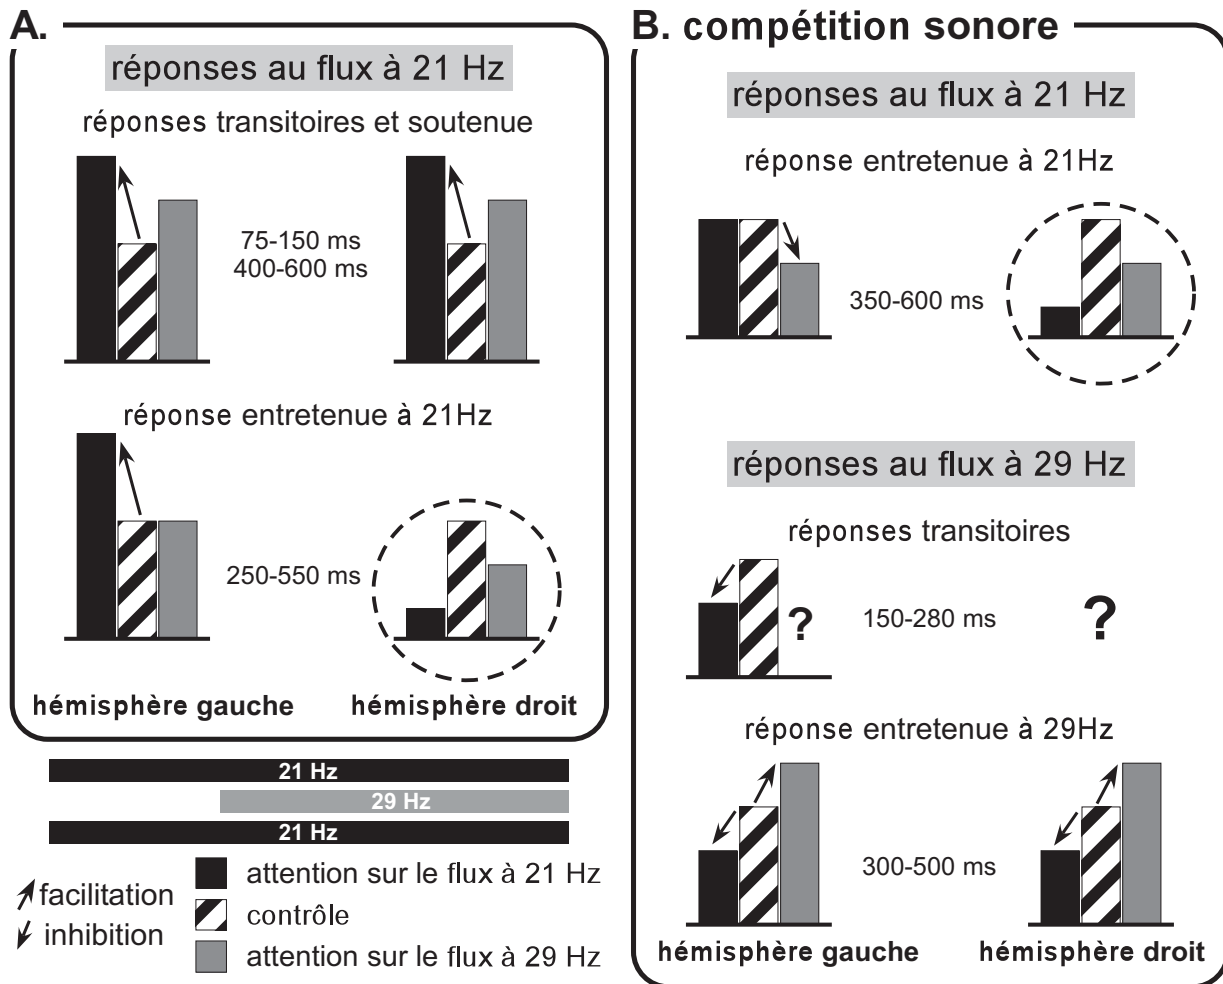 A.
réponses au flux à 21 Hz
réponses transitoires et soutenue
75-150 ms
400-600 ms
réponse entretenue à 21Hz
250-550 ms
hémisphère gauche
hémisphère droit
21 Hz
29 Hz
21 Hz
facilitation
inhibition
attention sur le flux à 21 Hz
contrôle
attention sur le flux à 29 Hz
B. compétition sonore
réponses au flux à 21 Hz
réponse entretenue à 21Hz
350-600 ms
réponses au flux à 29 Hz
réponses transitoires
?
150-280 ms
?
réponse entretenue à 29Hz
300-500 ms
hémisphère gauche
hémisphère droit